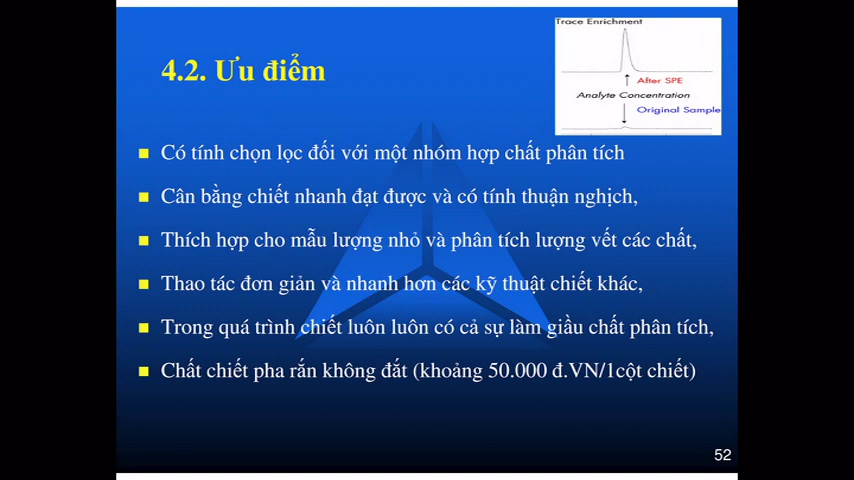 Trace Enrichment
4.2. Ưu điểm
After SPE
Analyte Concentration
Original Sample
Có tính chọn lọc đối với một nhóm hợp chất phân tích
Cân bằng chiết nhanh đạt được và có tính thuận nghịch,
Thích hợp cho mẫu lượng nhỏ và phân tích lượng vết các chất,
Thao tác đơn giản và nhanh hơn các kỹ thuật chiết khác,
Trong quá trình chiết luôn luôn có cả sự làm giầu chất phân tích,
Chất chiết pha rắn không đắt (khoảng 50.000 đ.VN/1cột chiết)
52